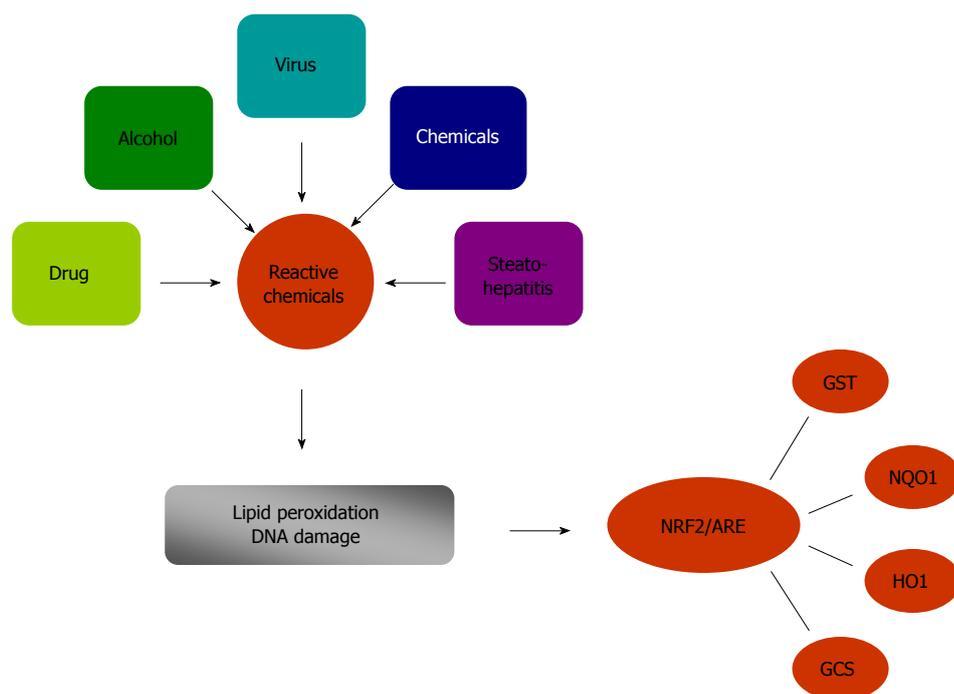 Virus
Alcohol
Chemicals
Drug
Reactive
chemicals
Steato-
hepatitis
GST
NQO1
Lipid peroxidation
DNA damage
NRF2/ARE
HO1
GCS